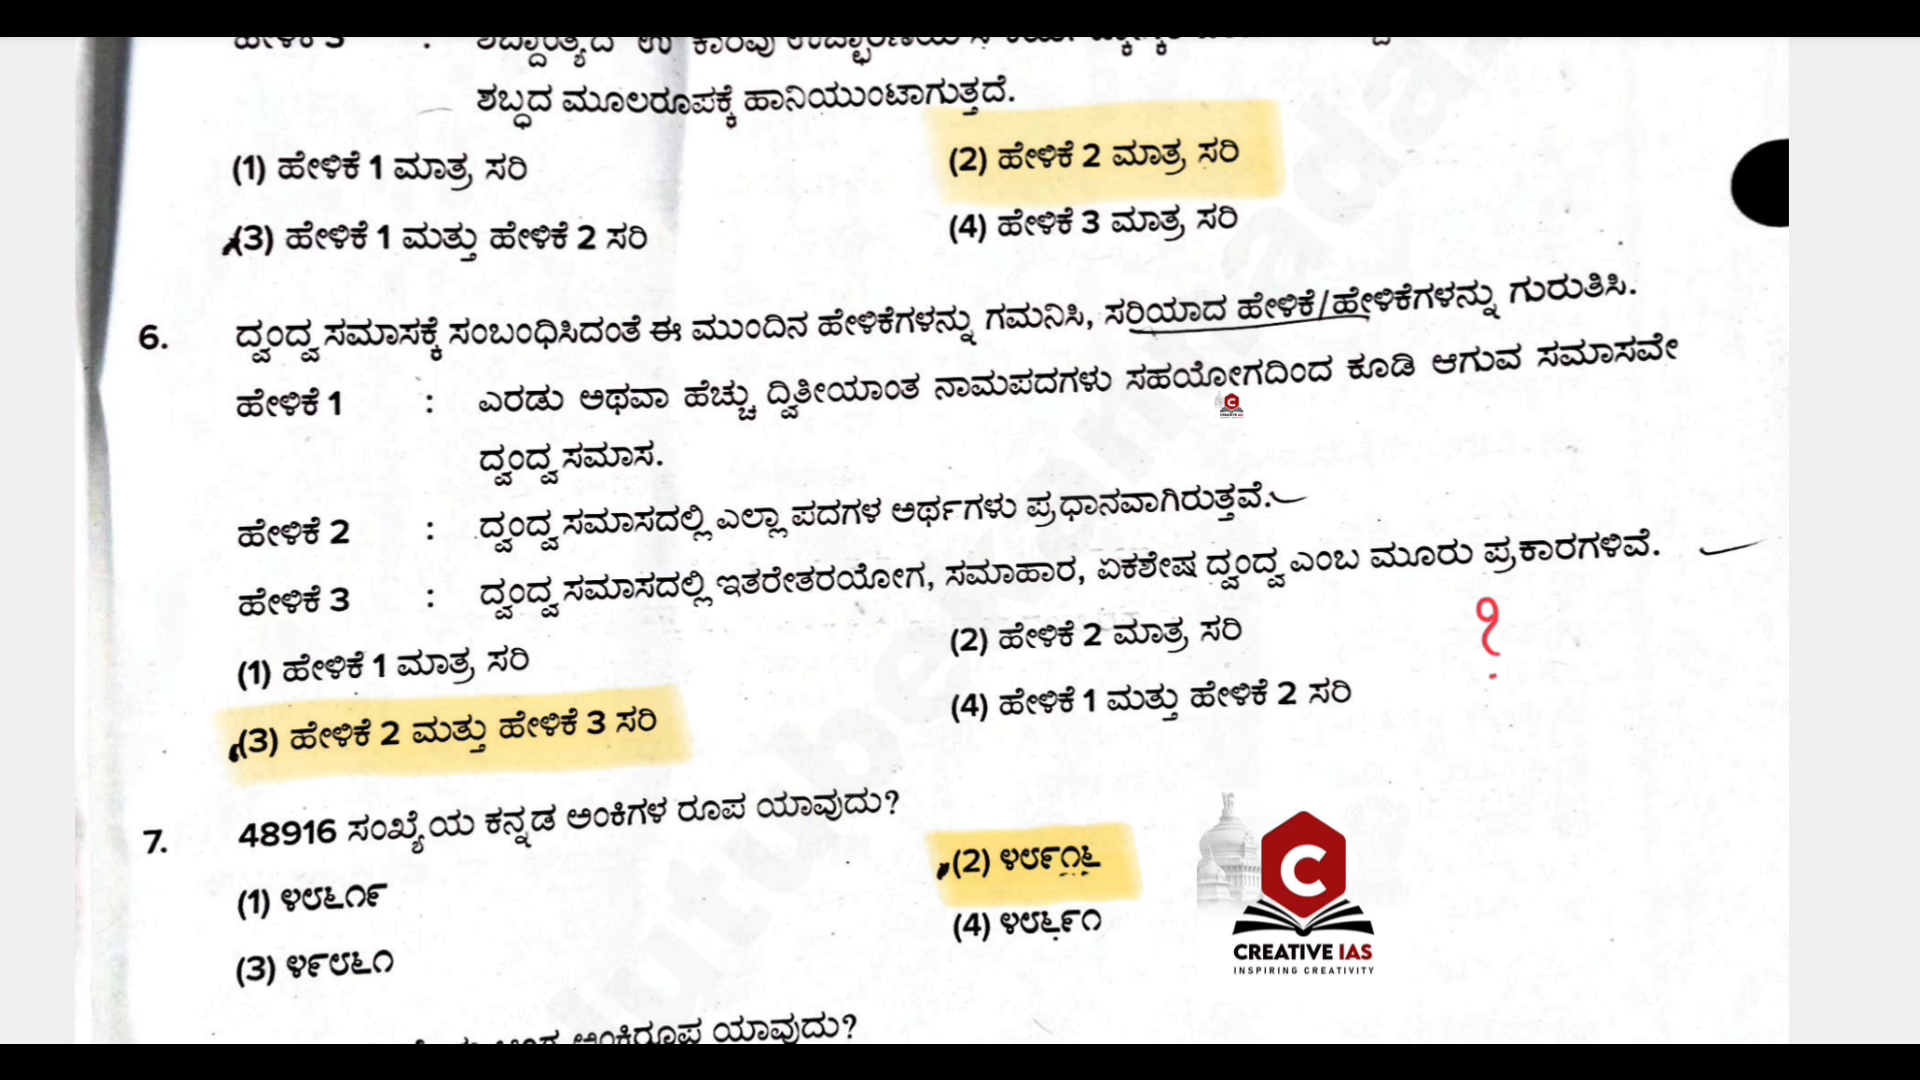 ಶಬ್ಧದ ಮೂಲರೂಪಕ್ಕೆ ಹಾನಿಯುಂಟಾಗುತ್ತದೆ.
(1) ಹೇಳಿಕೆ 1 ಮಾತ್ರ ಸರಿ
(2) ಹೇಳಿಕೆ 2 ಮಾತ್ರ ಸರಿ
(3) ಹೇಳಿಕೆ 1 ಮತ್ತು ಹೇಳಿಕೆ 2 ಸರಿ
(4) ಹೇಳಿಕೆ 3 ಮಾತ್ರ ಸರಿ
6. ದ್ವಂದ್ವ ಸಮಾಸಕ್ಕೆ ಸಂಬಂಧಿಸಿದಂತೆ ಈ ಮುಂದಿನ ಹೇಳಿಕೆಗಳನ್ನು ಗಮನಿಸಿ, ಸರಿಯಾದ ಹೇಳಿಕೆ/ಹೇಳಿಕೆಗಳನ್ನು ಗುರುತಿಸಿ.
ಹೇಳಿಕೆ 1 : ಎರಡು ಅಥವಾ ಹೆಚ್ಚು ದ್ವಿತೀಯಾಂತ ನಾಮಪದಗಳು ಸಹಯೋಗದಿಂದ ಕೂಡಿ ಆಗುವ ಸಮಾಸವೇ
ದ್ವಂದ್ವ ಸಮಾಸ.
ಹೇಳಿಕೆ 2 : ದ್ವಂದ್ವ ಸಮಾಸದಲ್ಲಿ ಎಲ್ಲಾ ಪದಗಳ ಅರ್ಥಗಳು ಪ್ರಧಾನವಾಗಿರುತ್ತವೆ.
ಹೇಳಿಕೆ 3 : ದ್ವಂದ್ವ ಸಮಾಸದಲ್ಲಿ ಇತರೇತರಯೋಗ, ಸಮಾಹಾರ, ಏಕಶೇಷ ದ್ವಂದ್ವ ಎಂಬ ಮೂರು ಪ್ರಕಾರಗಳಿವೆ.
(1) ಹೇಳಿಕೆ 1 ಮಾತ್ರ ಸರಿ
(2) ಹೇಳಿಕೆ 2 ಮಾತ್ರ ಸರಿ
(3) ಹೇಳಿಕೆ 2 ಮತ್ತು ಹೇಳಿಕೆ 3 ಸರಿ
(4) ಹೇಳಿಕೆ 1 ಮತ್ತು ಹೇಳಿಕೆ 2 ಸರಿ
7. 48916 ಸಂಖ್ಯೆಯ ಕನ್ನಡ ಅಂಕಿಗಳ ರೂಪ ಯಾವುದು?
(1) ೪೮೬೧೯
(2) ೪೮೯೧೬
(3) ೪೯೮೬೧
(4) ೪೮೬೯೧
CREATIVE IAS
INSPIRING CREATIVITY
ಅಂಕಿರೂಪ ಯಾವುದು?